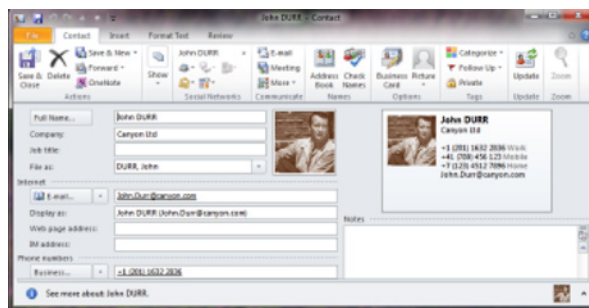 John DURR - Contact
File Contact Insert Format Text Review
Save & Close
Delete
Save & New
Forward
OneNote
Actions
Show
John DURR
Social Networks
E-mail
Meeting
More
Communicate
Address Book
Check Names
Names
Business Card
Picture
Options
Categorize
Follow Up
Private
Tags
Update
Update
Zoom
Zoom
Full Name... John DURR
Company: Canyon Ltd
Job title:
File as: DURR, John
Internet
E-mail... John.Durr@canyon.com
Display as: John DURR (John.Durr@canyon.com)
Web page address:
IM address:
Phone numbers
Business... +1 (201) 1632 2836
John DURR
Canyon Ltd
+1 (201) 1632 2836 Work
+41 (789) 456 123 Mobile
+7 (123) 4512 7896 Home
John.Durr@canyon.com
Notes
See more about: John DURR.